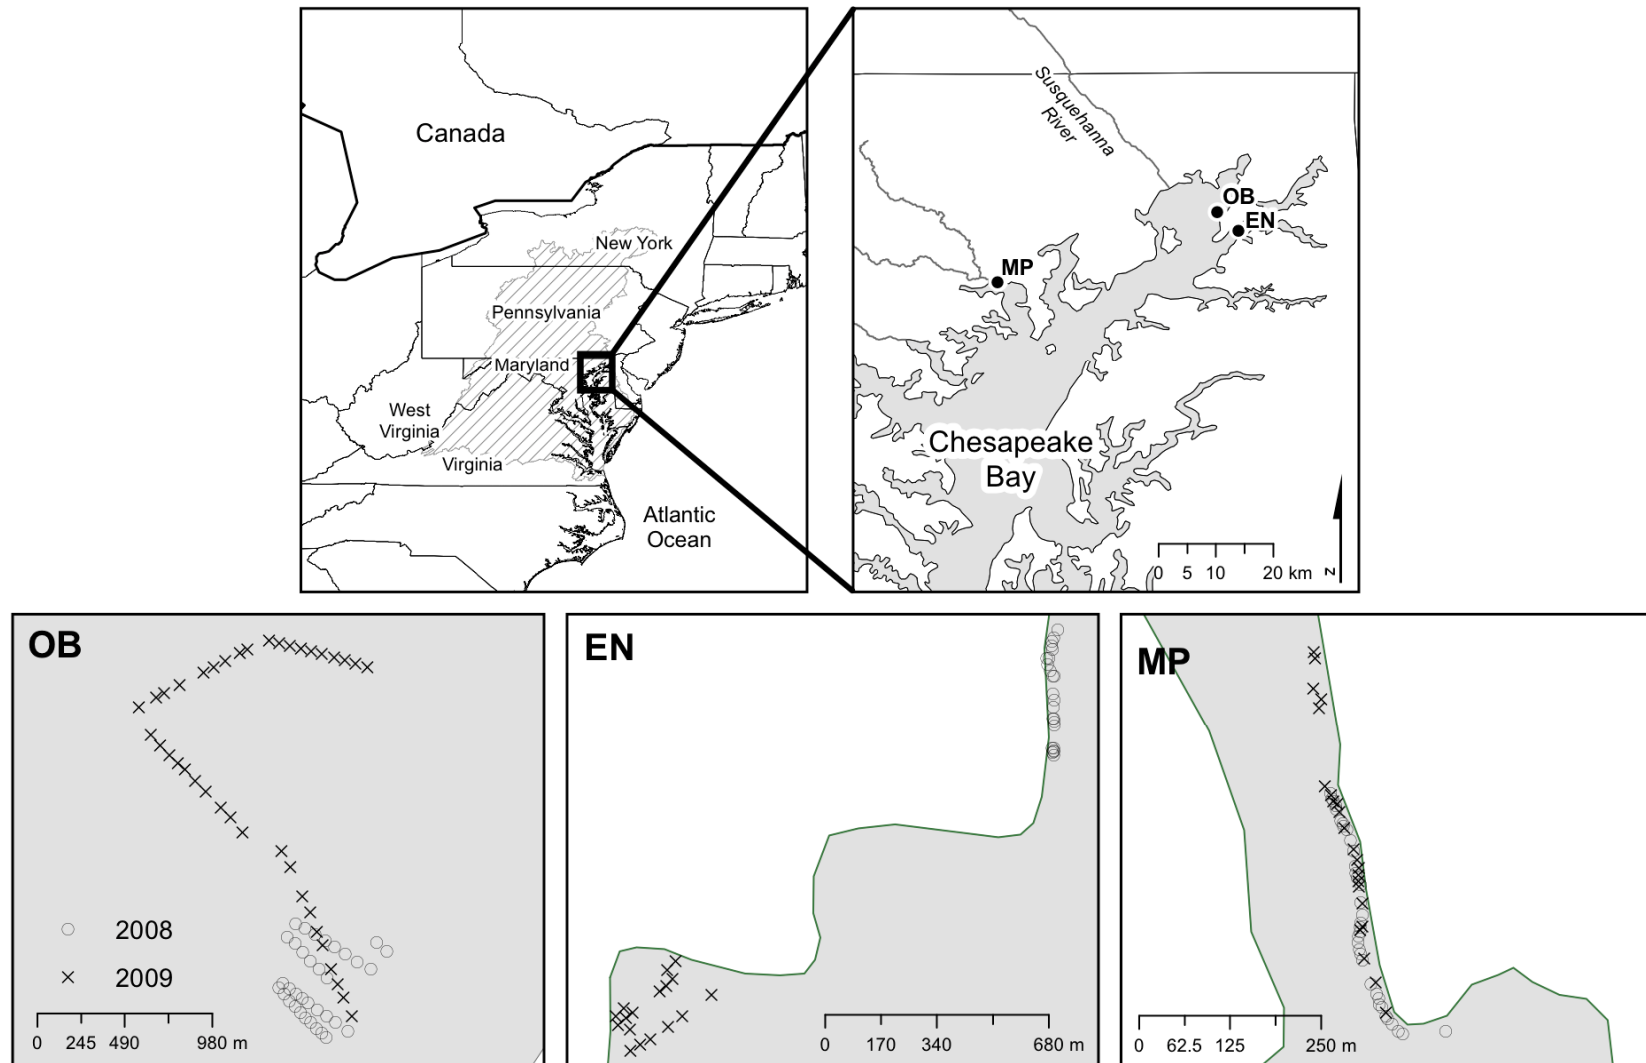 Canada
New York
Pennsylvania
Maryland
West
Virginia
Virginia
Atlantic
Ocean
Susquehanna
River
OB
EN
MP
Chesapeake
Bay
0 5 10 20 km
N
OB
2008
2009
0 245 490 980 m
EN
0 170 340 680 m
MP
0 62.5 125 250 m